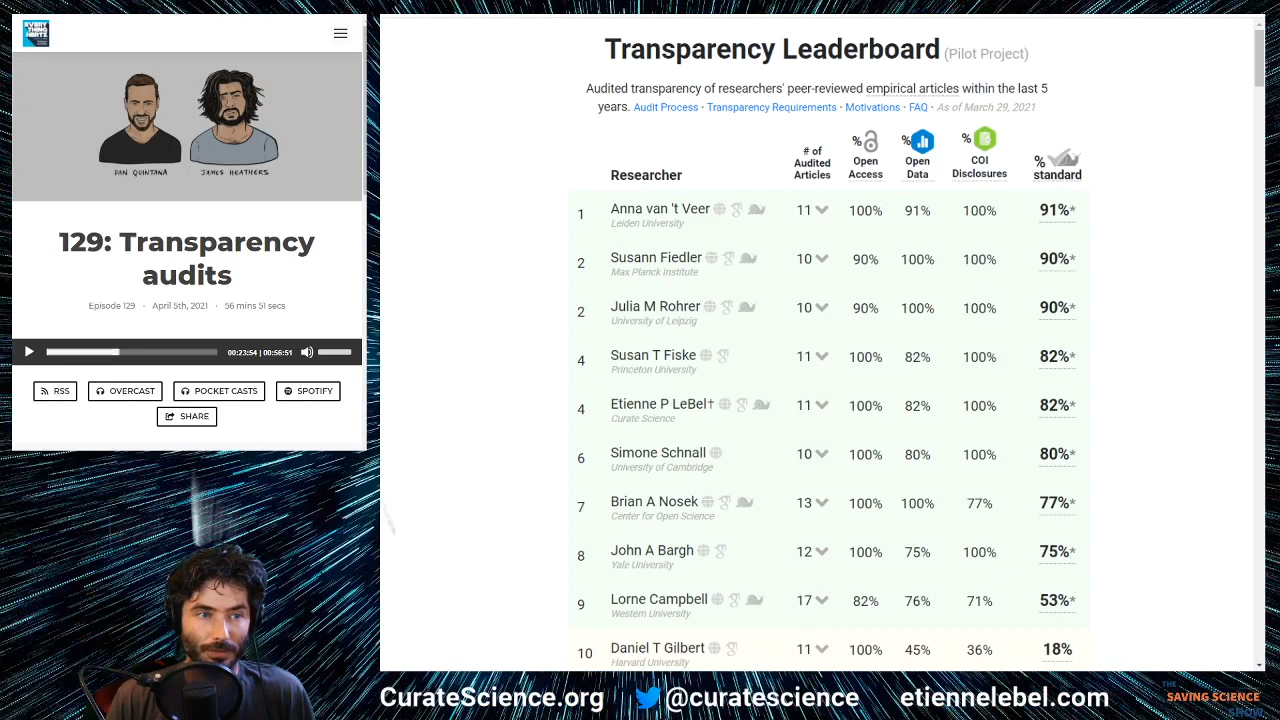 EVERY
THING
HERTZ
DAN QUINTANA
JAMES HEATHERS
129: Transparency
audits
Episode 129 • April 5th, 2021 • 56 mins 51 secs
00:23:54 | 00:56:51
RSS
OVERCAST
POCKET CASTS
SPOTIFY
SHARE
Transparency Leaderboard (Pilot Project)
Audited transparency of researchers' peer-reviewed empirical articles within the last 5
years. Audit Process • Transparency Requirements • Motivations • FAQ • As of March 29, 2021
Researcher
# of
Audited
Articles
%
Open
Access
%
Open
Data
%
COI
Disclosures
%
standard
1 Anna van 't Veer 11 100% 91% 100% 91%*
Leiden University
2 Susann Fiedler 10 90% 100% 100% 90%*
Max Planck Institute
2 Julia M Rohrer 10 90% 100% 100% 90%*
University of Leipzig
4 Susan T Fiske 11 100% 82% 100% 82%*
Princeton University
4 Etienne P LeBel† 11 100% 82% 100% 82%*
Curate Science
6 Simone Schnall 10 100% 80% 100% 80%*
University of Cambridge
7 Brian A Nosek 13 100% 100% 77% 77%*
Center for Open Science
8 John A Bargh 12 100% 75% 100% 75%*
Yale University
9 Lorne Campbell 17 82% 76% 71% 53%*
Western University
10 Daniel T Gilbert 11 100% 45% 36% 18%
Harvard University
CurateScience.org @curatescience etiennelebel.com
THE
SAVING SCIENCE
SHOW